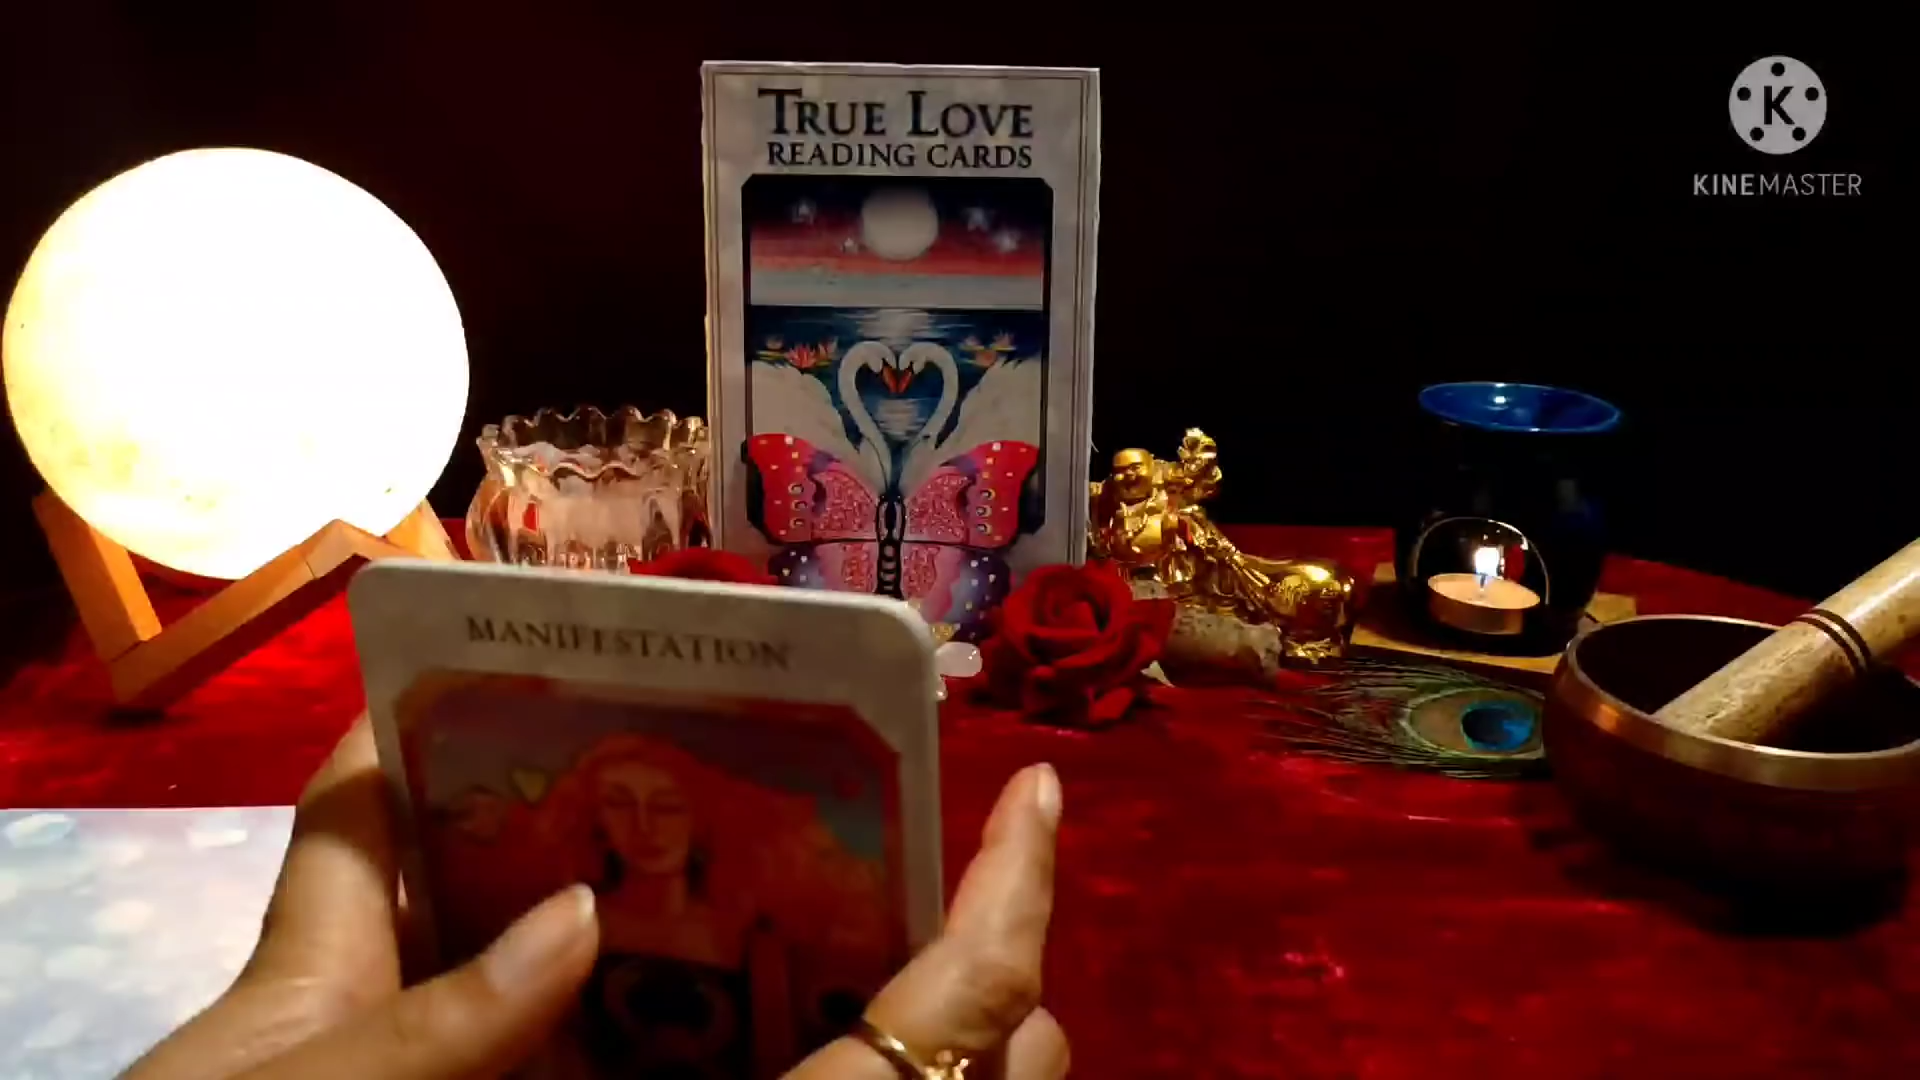 TRUE LOVE
READING CARDS
K
KINEMASTER
MANIFESTATION